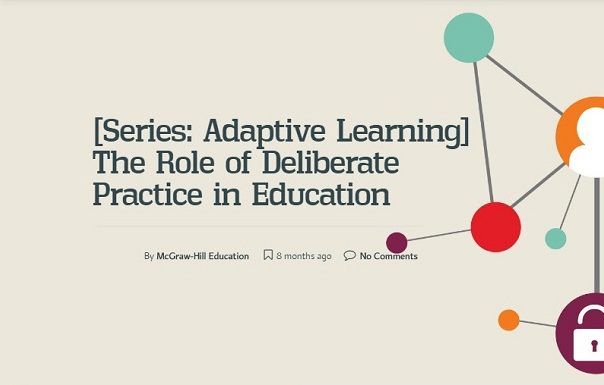 [Series: Adaptive Learning]
The Role of Deliberate
Practice in Education
By McGraw-Hill Education 8 months ago No Comments